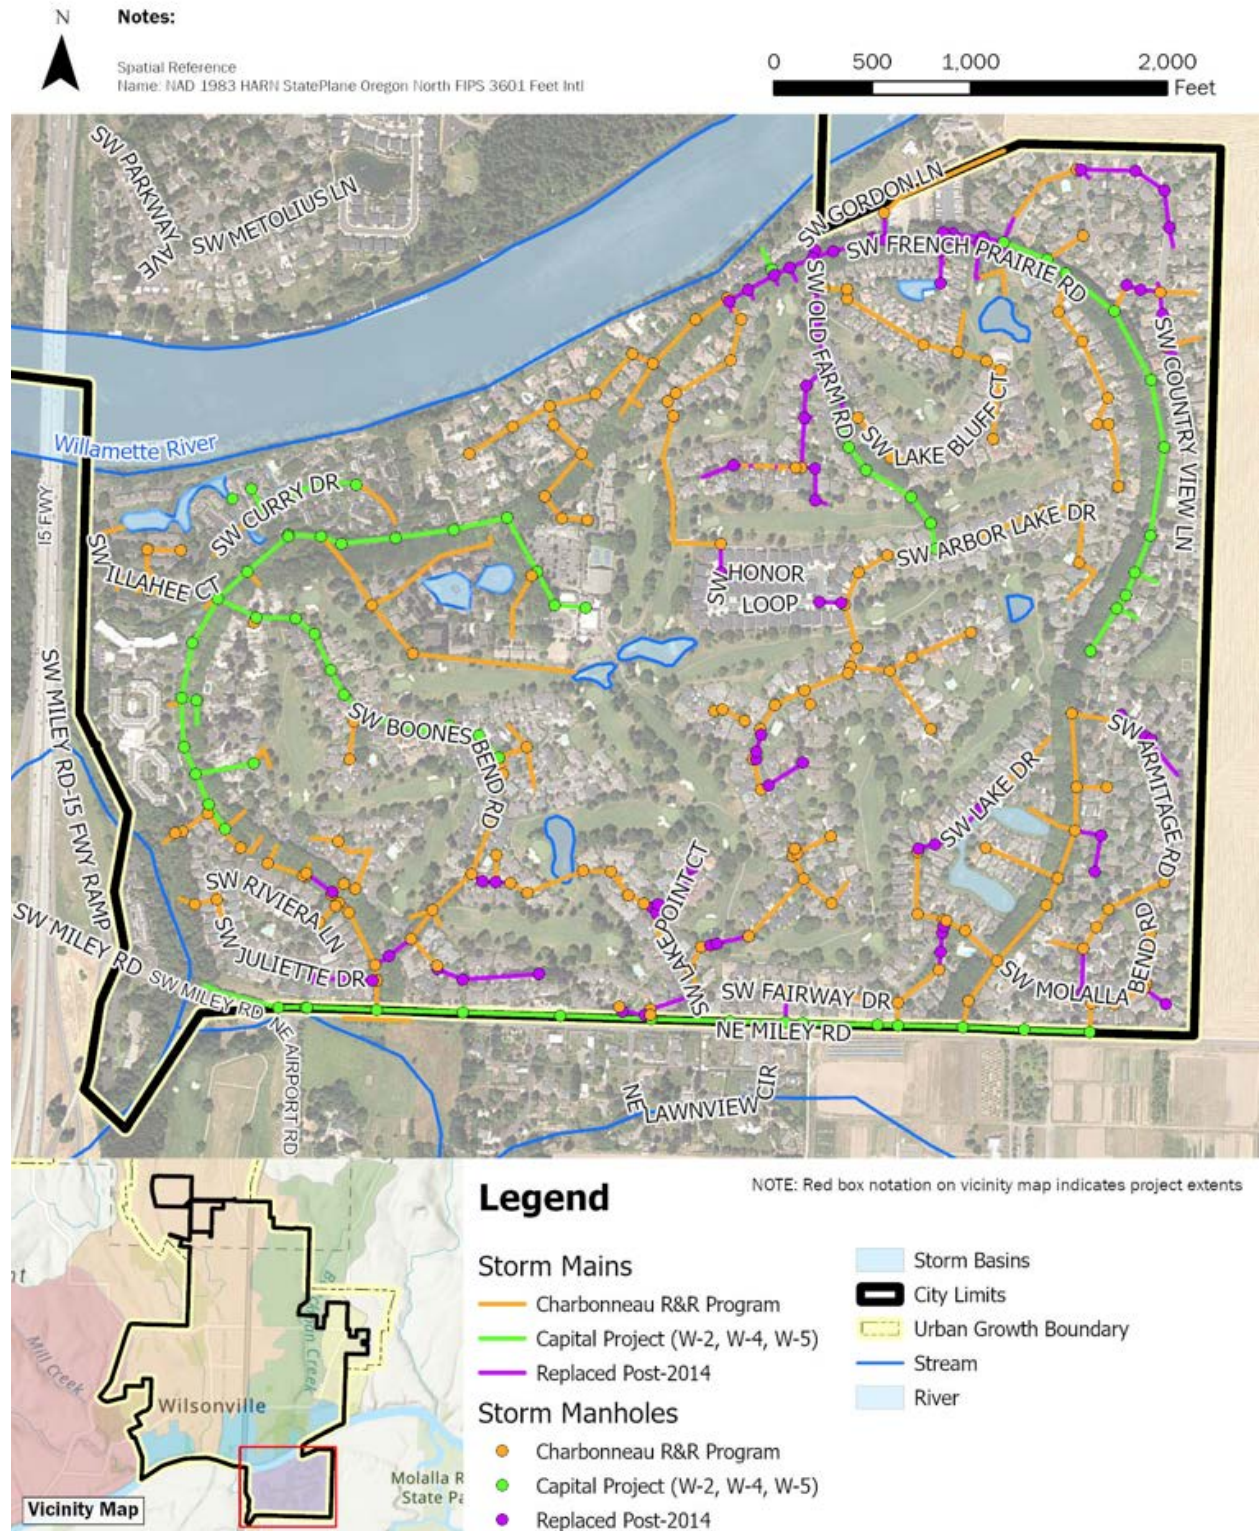 N
Notes:
Spatial Reference
Name: NAD 1983 HARN StatePlane Oregon North FIPS 3601 Feet Intl
0 500 1,000 2,000
Feet
SW PARKWAY
AVE
SW METOLIUS LN
SW GORDON LN
SW FRENCH PRAIRIE RD
SW OLD FARM RD
SW COUNTRY VIEW LN
SW LAKE BLUFF CT
Willamette River
I5 FWY
SW CURRY DR
SW ILLAHEE CT
SW ARBOR LAKE DR
SW HONOR
LOOP
SW MILEY RD-I5 FWY RAMP
SW BOONES BEND RD
SW ARMITAGE RD
SW LAKE DR
SW LAKE POINT CT
SW RIVIERA LN
SW JULIETTE DR
SW MILEY RD
SW MILEY RD
SW FAIRWAY DR
SW MOLALLA
BEND RD
NE MILEY RD
NE AIRPORT RD
NE LAWNVIEW CIR
NOTE: Red box notation on vicinity map indicates project extents
Legend
Storm Mains
Charbonneau R&R Program
Capital Project (W-2, W-4, W-5)
Replaced Post-2014
Storm Manholes
Charbonneau R&R Program
Capital Project (W-2, W-4, W-5)
Replaced Post-2014
Storm Basins
City Limits
Urban Growth Boundary
Stream
River
Mill Creek
Creek
Wilsonville
Molalla R
State Pa
Vicinity Map